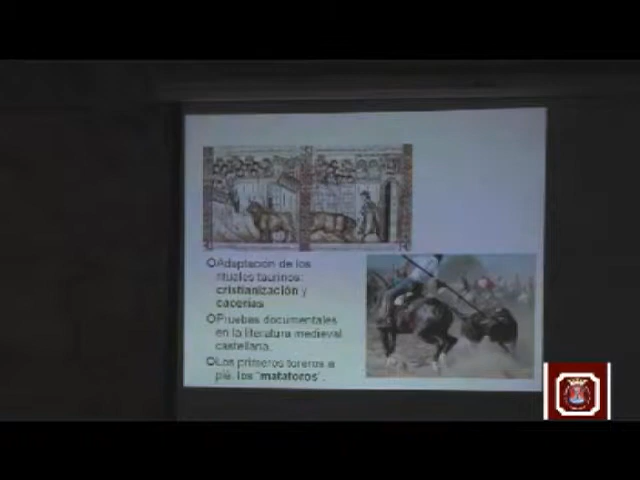 Adaptación de los
rituales taurinos:
cristianización y
cacerías
Pruebas documentales
en la literatura medieval
castellana.
Los primeros toreros a
pie, los "matatoros".